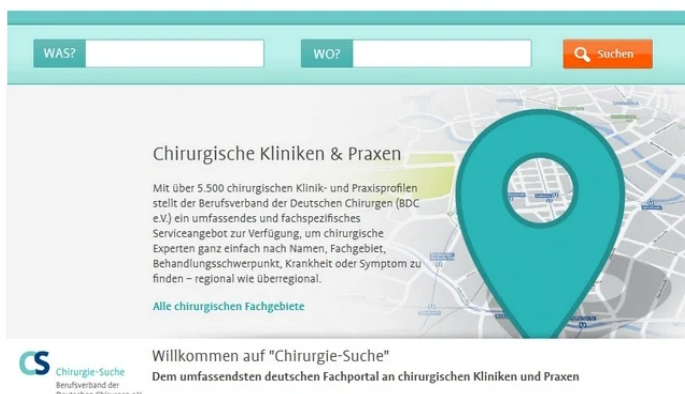 WAS?
WO?
Suchen
Chirurgische Kliniken & Praxen
Mit über 5.500 chirurgischen Klinik- und Praxisprofilen
stellt der Berufsverband der Deutschen Chirurgen (BDC
e.V.) ein umfassendes und fachspezifisches
Serviceangebot zur Verfügung, um chirurgische
Experten ganz einfach nach Namen, Fachgebiet,
Behandlungsschwerpunkt, Krankheit oder Symptom zu
finden – regional wie überregional.
Alle chirurgischen Fachgebiete
CS
Chirurgie-Suche
Berufsverband der
Willkommen auf "Chirurgie-Suche"
Dem umfassendsten deutschen Fachportal an chirurgischen Kliniken und Praxen